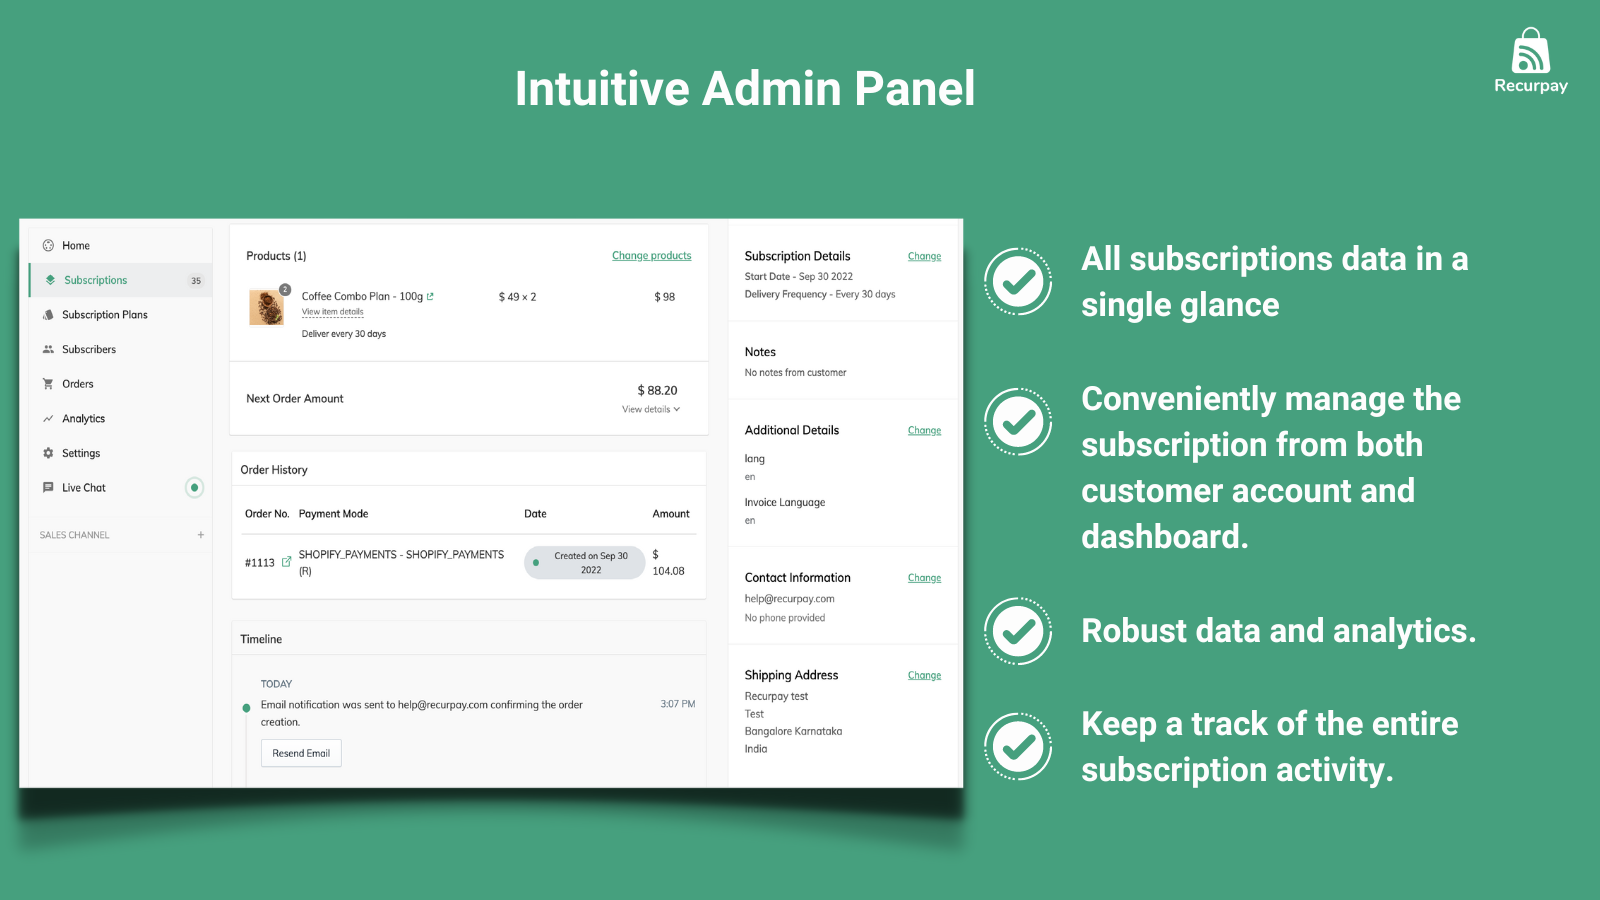 Intuitive Admin Panel
Recurpay
Home
Subscriptions 35
Subscription Plans
Subscribers
Orders
Analytics
Settings
Live Chat
SALES CHANNEL +
Products (1) Change products
2
Coffee Combo Plan - 100g $ 49 × 2 $ 98
View item details
Deliver every 30 days
Next Order Amount $ 88.20
View details
Order History
Order No. Payment Mode Date Amount
#1113 SHOPIFY_PAYMENTS - SHOPIFY_PAYMENTS
(R)
Created on Sep 30
2022
$
104.08
Timeline
TODAY
Email notification was sent to help@recurpay.com confirming the order 3:07 PM
creation.
Resend Email
Subscription Details Change
Start Date - Sep 30 2022
Delivery Frequency - Every 30 days
Notes
No notes from customer
Additional Details Change
lang
en
Invoice Language
en
Contact Information Change
help@recurpay.com
No phone provided
Shipping Address Change
Recurpay test
Test
Bangalore Karnataka
India
All subscriptions data in a
single glance
Conveniently manage the
subscription from both
customer account and
dashboard.
Robust data and analytics.
Keep a track of the entire
subscription activity.